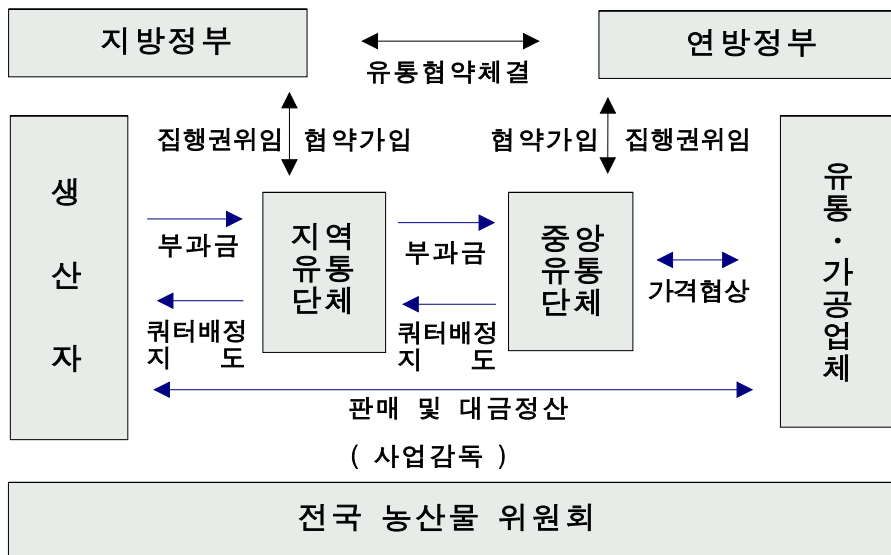 지방정부
연방정부
유통협약체결
집행권위임 협약가입
협약가입 집행권위임
생
산
자
부과금
지역
유통
단체
부과금
중앙
유통
단체
가격협상
유
통
·
가
공
업
체
쿼터배정
지 도
쿼터배정
지 도
판매 및 대금정산
( 사업감독 )
전국 농산물 위원회